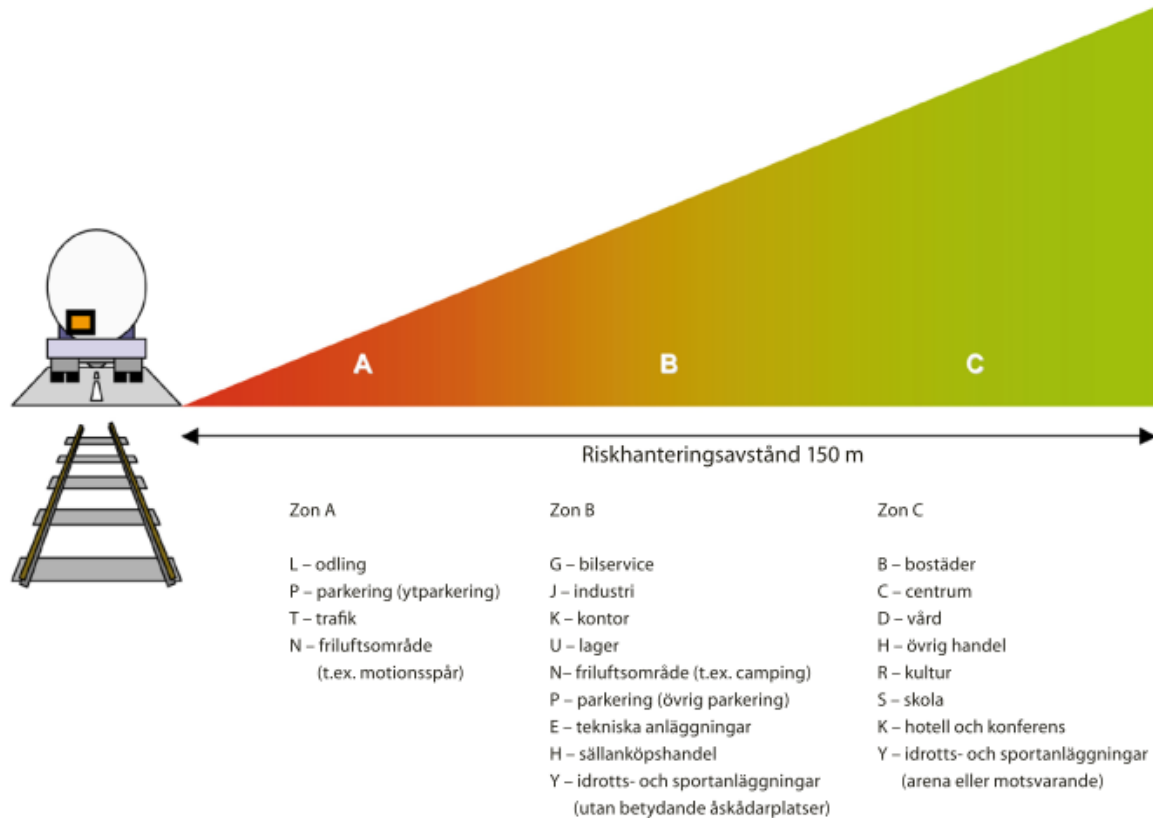 A
B
C
Riskhanteringsavstånd 150 m
Zon A
L – odling
P – parkering (ytparkering)
T – trafik
N – friluftsområde
(t.ex. motionsspår)
Zon B
G – bilservice
J – industri
K – kontor
U – lager
N– friluftsområde (t.ex. camping)
P – parkering (övrig parkering)
E – tekniska anläggningar
H – sällanköpshandel
Y – idrotts- och sportanläggningar
(utan betydande åskådarplatser)
Zon C
B – bostäder
C – centrum
D – vård
H – övrig handel
R – kultur
S – skola
K – hotell och konferens
Y – idrotts- och sportanläggningar
(arena eller motsvarande)